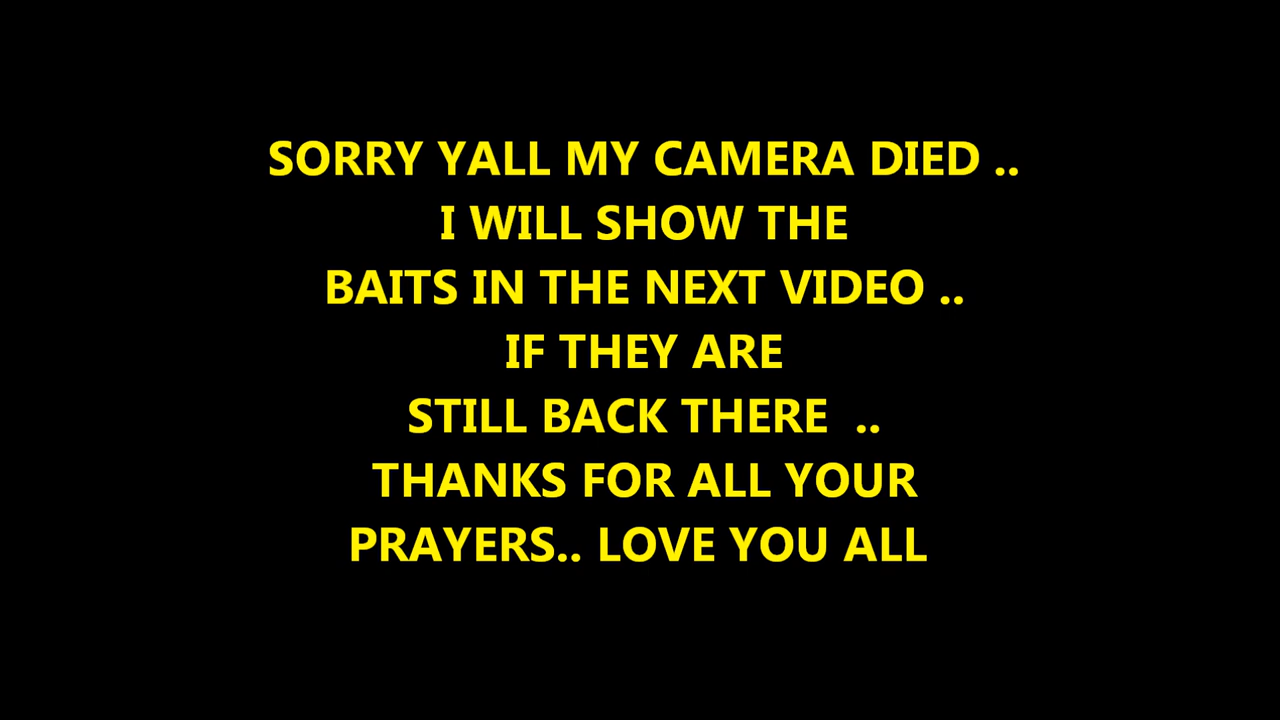 SORRY YALL MY CAMERA DIED ..
I WILL SHOW THE
BAITS IN THE NEXT VIDEO ..
IF THEY ARE
STILL BACK THERE  ..
THANKS FOR ALL YOUR
PRAYERS.. LOVE YOU ALL